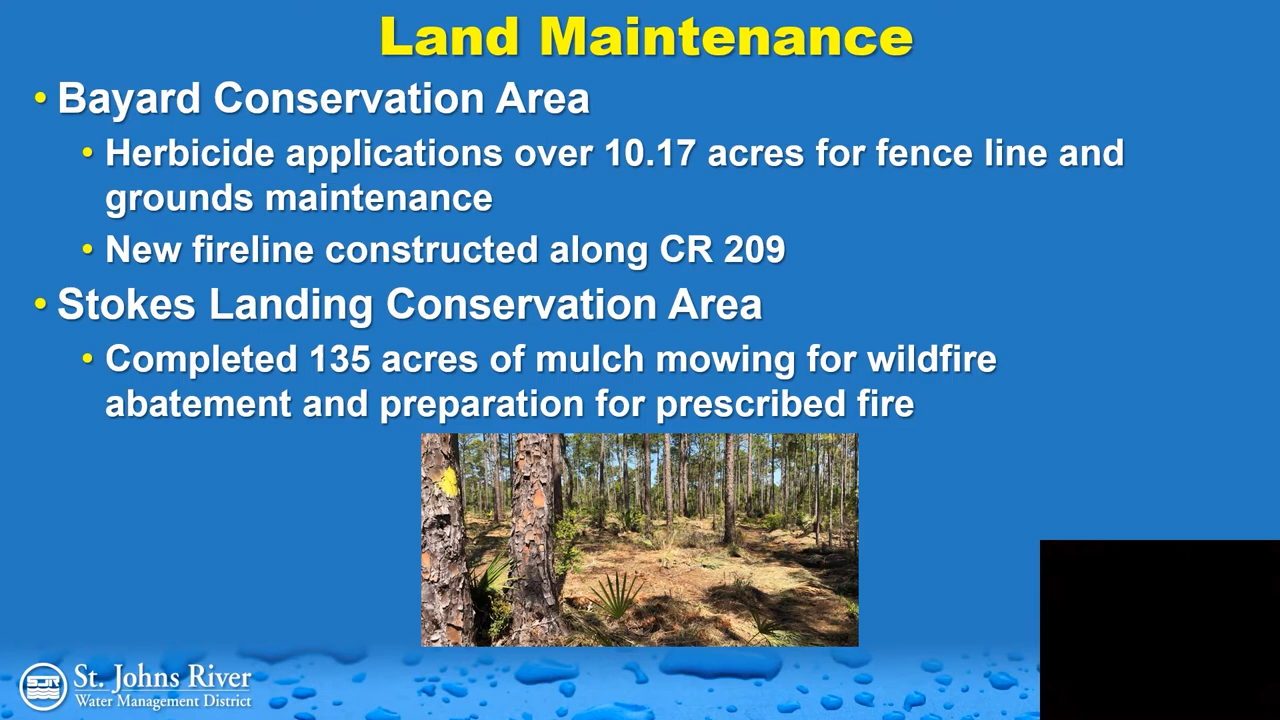 Land Maintenance
• Bayard Conservation Area
• Herbicide applications over 10.17 acres for fence line and
grounds maintenance
• New fireline constructed along CR 209
• Stokes Landing Conservation Area
• Completed 135 acres of mulch mowing for wildfire
abatement and preparation for prescribed fire
SJR
St. Johns River
Water Management District